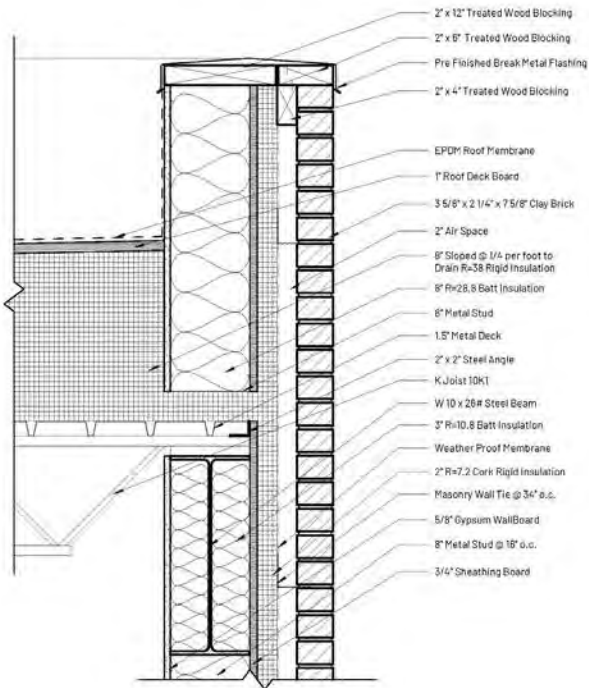 2" x 12" Treated Wood Blocking
2" x 6" Treated Wood Blocking
Pre Finished Break Metal Flashing
2" x 4" Treated Wood Blocking
EPDM Roof Membrane
1" Roof Deck Board
3 5/8" x 2 1/4" x 7 5/8" Clay Brick
2" Air Space
8" Sloped @ 1/4 per foot to
Drain R=38 Rigid Insulation
8" R=28.8 Batt Insulation
8" Metal Stud
1.5" Metal Deck
2" x 2" Steel Angle
K Joist 10K1
W 10 x 26# Steel Beam
3" R=10.8 Batt Insulation
Weather Proof Membrane
2" R=7.2 Cork Rigid Insulation
Masonry Wall Tie @ 34" o.c.
5/8" Gypsum WallBoard
8" Metal Stud @ 16" o.c.
3/4" Sheathing Board